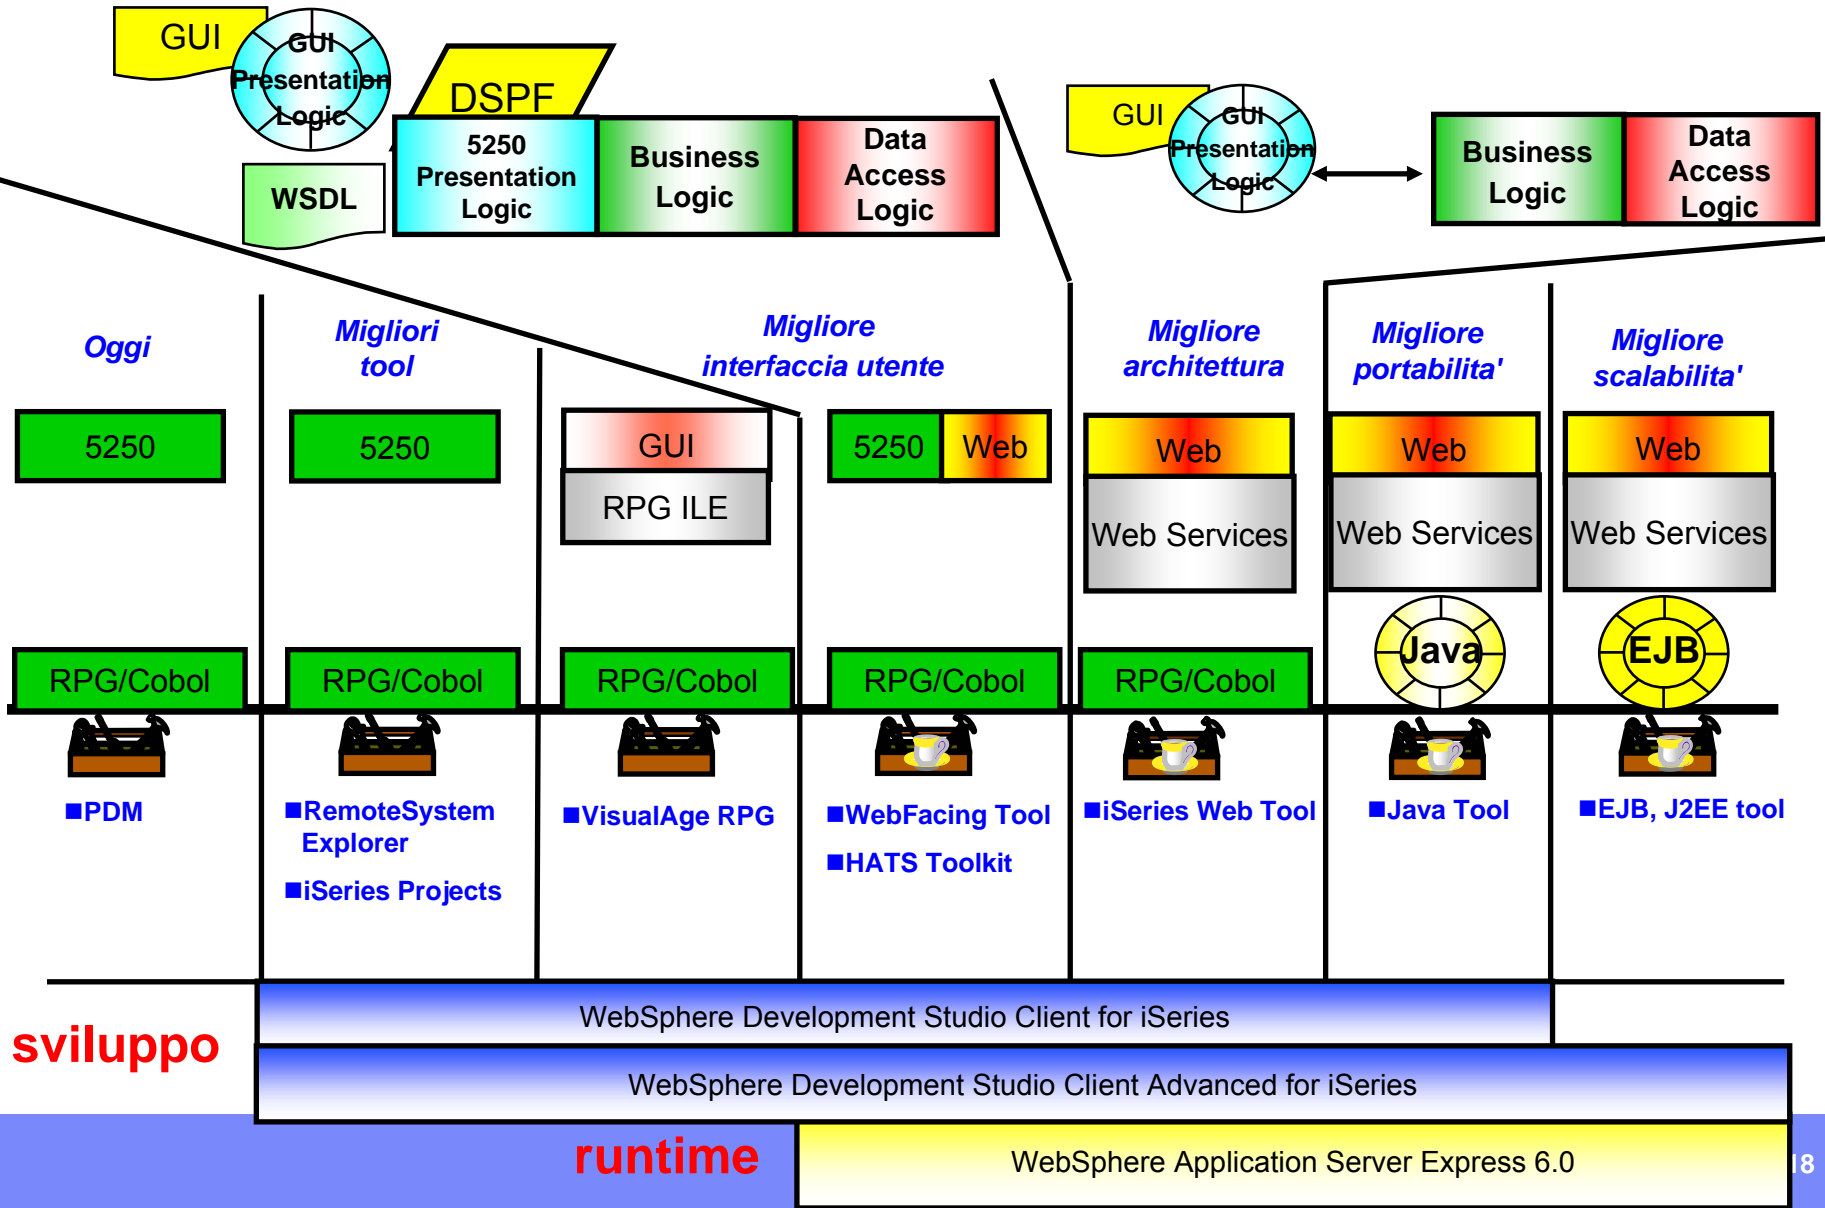 GUI
GUI
Presentation
Logic
DSPF
WSDL
5250
Presentation
Logic
Business
Logic
Data
Access
Logic
GUI
GUI
Presentation
Logic
Business
Logic
Data
Access
Logic
Oggi
Migliori
tool
Migliore
interfaccia utente
Migliore
architettura
Migliore
portabilita'
Migliore
scalabilita'
5250
5250
GUI
RPG ILE
5250
Web
Web
Web Services
Web
Web Services
Web
Web Services
RPG/Cobol
RPG/Cobol
RPG/Cobol
RPG/Cobol
RPG/Cobol
Java
EJB
■PDM
■RemoteSystem
Explorer
■iSeries Projects
■VisualAge RPG
■WebFacing Tool
■HATS Toolkit
■iSeries Web Tool
■Java Tool
■EJB, J2EE tool
sviluppo
WebSphere Development Studio Client for iSeries
WebSphere Development Studio Client Advanced for iSeries
runtime
WebSphere Application Server Express 6.0
18